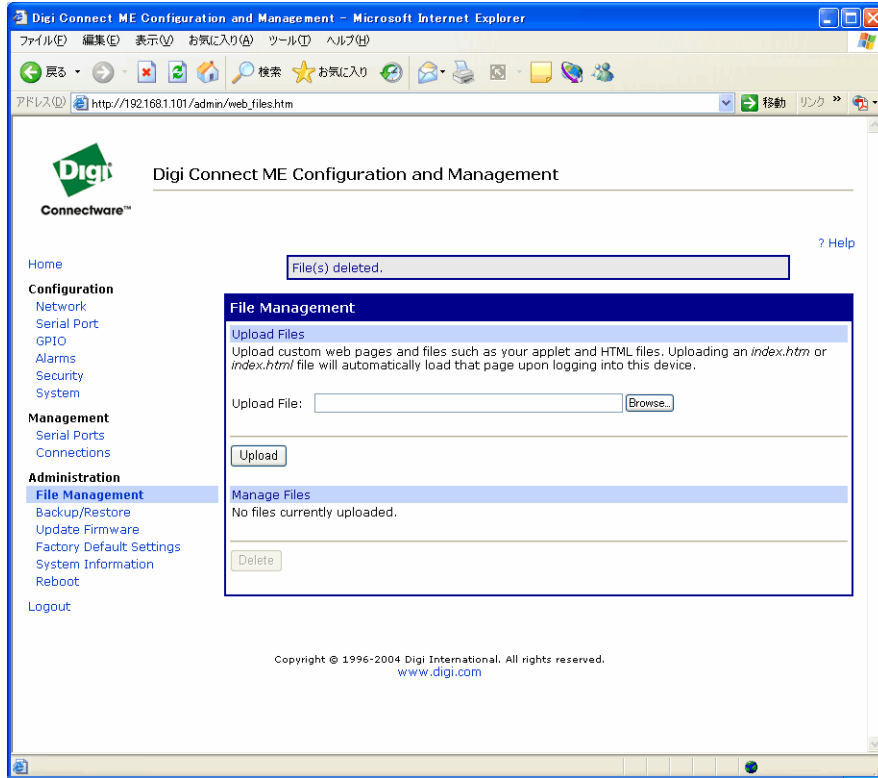 Digi Connect ME Configuration and Management - Microsoft Internet Explorer
ファイル(F) 編集(E) 表示(V) お気に入り(A) ツール(T) ヘルプ(H)
戻る 検索 お気に入り
アドレス(D) http://192.168.1.101/admin/web_files.htm 移動 リンク »
Digi
Connectware™
Digi Connect ME Configuration and Management
? Help
File(s) deleted.
Home
Configuration
Network
Serial Port
GPIO
Alarms
Security
System
Management
Serial Ports
Connections
Administration
File Management
Backup/Restore
Update Firmware
Factory Default Settings
System Information
Reboot
Logout
File Management
Upload Files
Upload custom web pages and files such as your applet and HTML files. Uploading an index.htm or
index.html file will automatically load that page upon logging into this device.
Upload File: Browse...
Upload
Manage Files
No files currently uploaded.
Delete
Copyright © 1996-2004 Digi International. All rights reserved.
www.digi.com